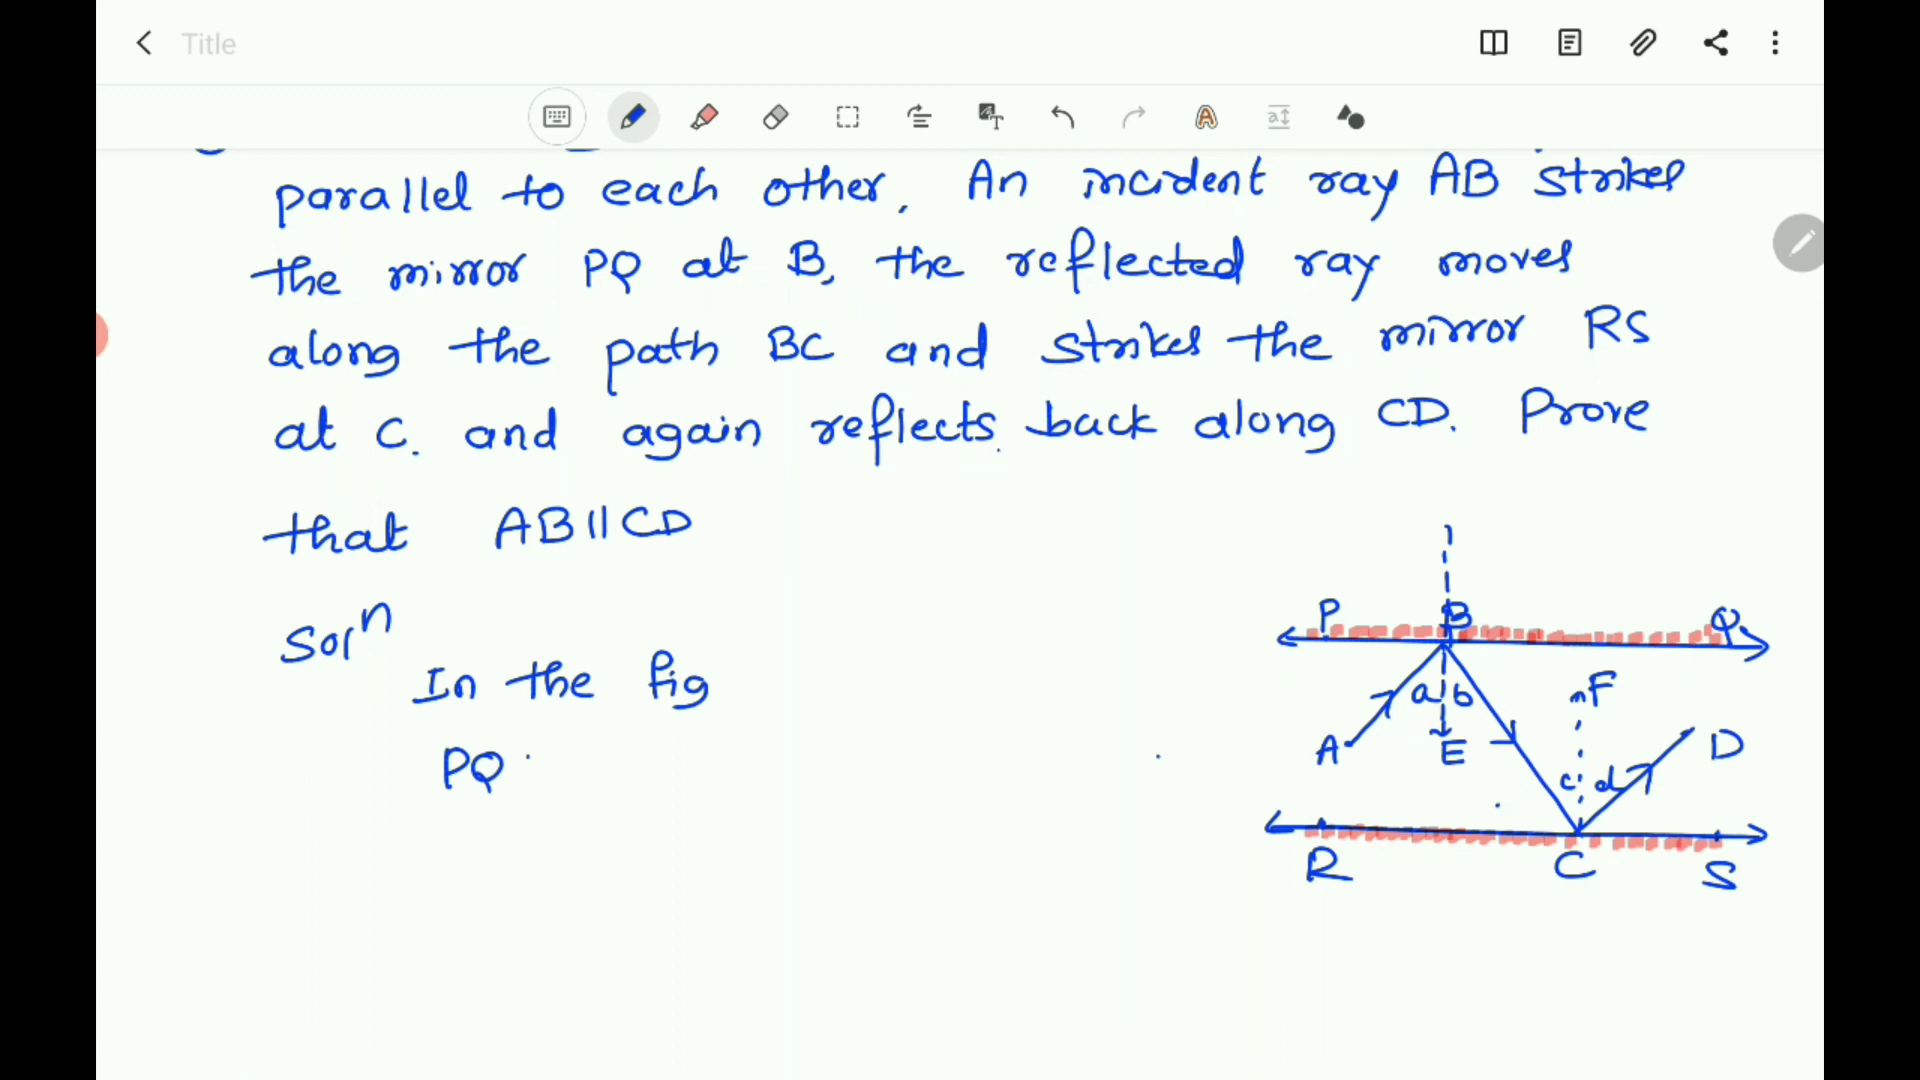 Title
parallel to each other. An incident ray AB strikes
the mirror PQ at B, the reflected ray moves
along the path BC and strikes the mirror RS
at C. and again reflects back along CD. Prove
that AB||CD
Solⁿ
In the fig
PQ
P B Q
a b F
A E D
c d
R C S